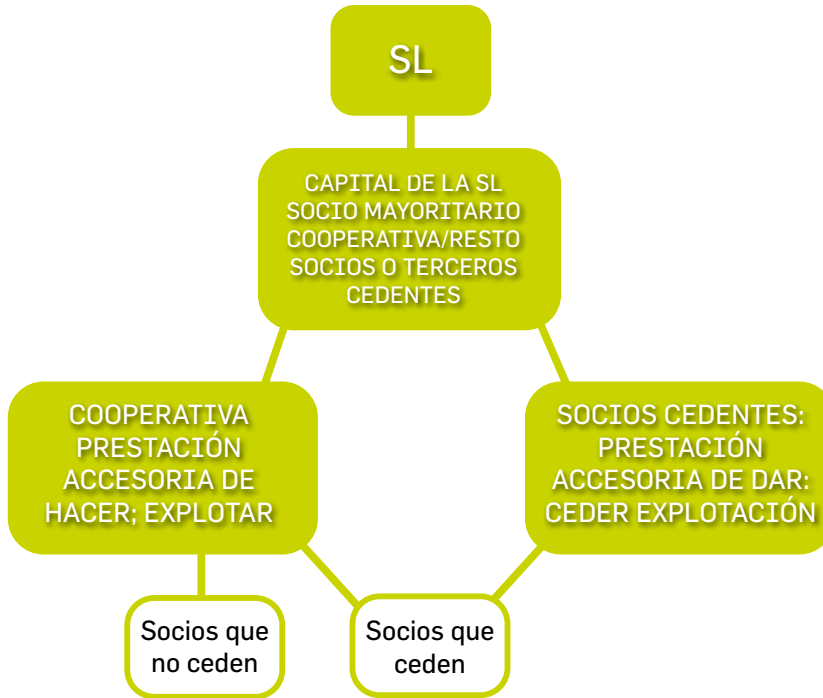 SL
CAPITAL DE LA SL
SOCIO MAYORITARIO
COOPERATIVA/RESTO
SOCIOS O TERCEROS
CEDENTES
COOPERATIVA
PRESTACIÓN
ACCESORIA DE
HACER; EXPLOTAR
SOCIOS CEDENTES:
PRESTACIÓN
ACCESORIA DE DAR:
CEDER EXPLOTACIÓN
Socios que
no ceden
Socios que
ceden